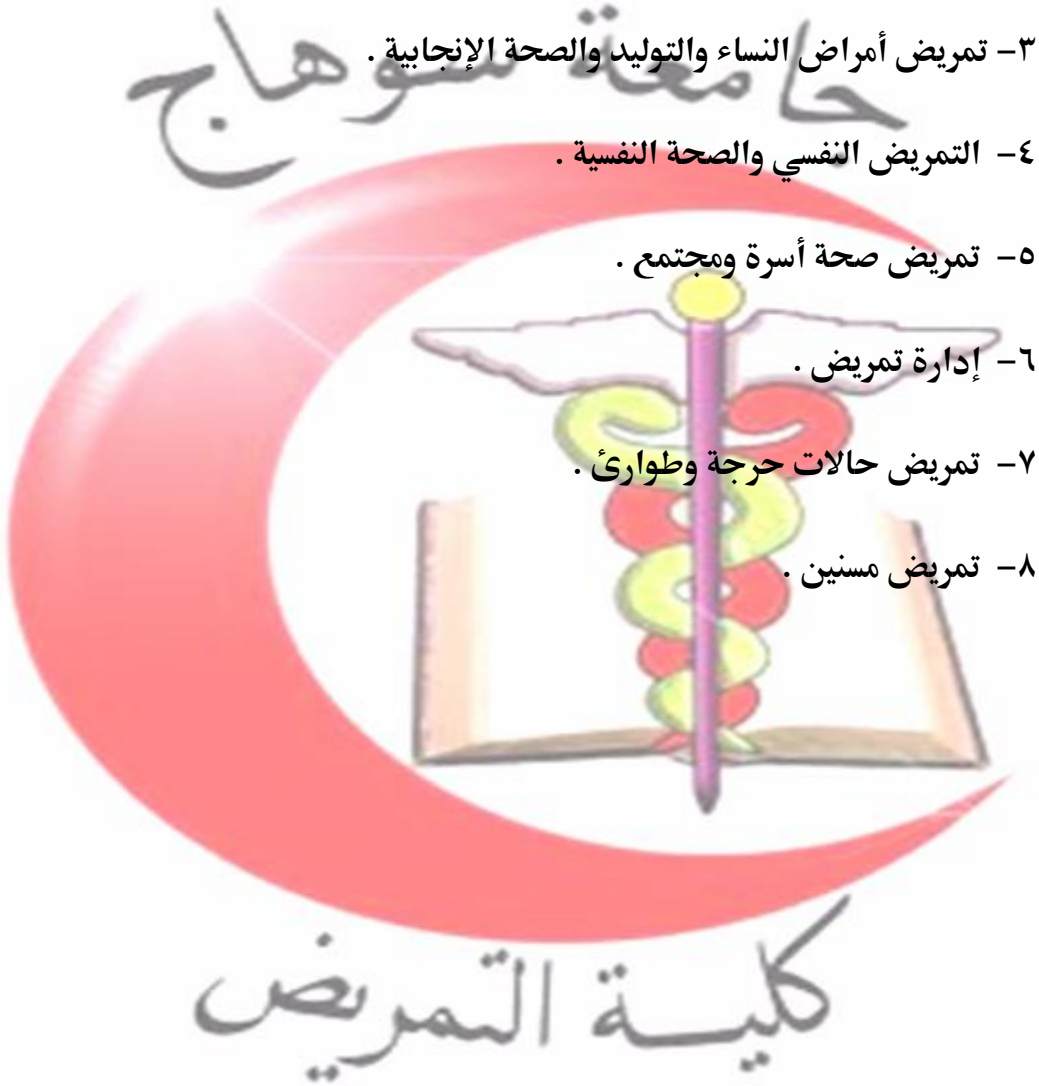 جامعة سوهاج
٣- تمريض أمراض النساء والتوليد والصحة الإنجابية .
٤- التمريض النفسي والصحة النفسية .
٥- تمريض صحة أسرة ومجتمع .
٦- إدارة تمريض .
٧- تمريض حالات حرجة وطوارئ .
٨- تمريض مسنين .
كليـــة التمريض